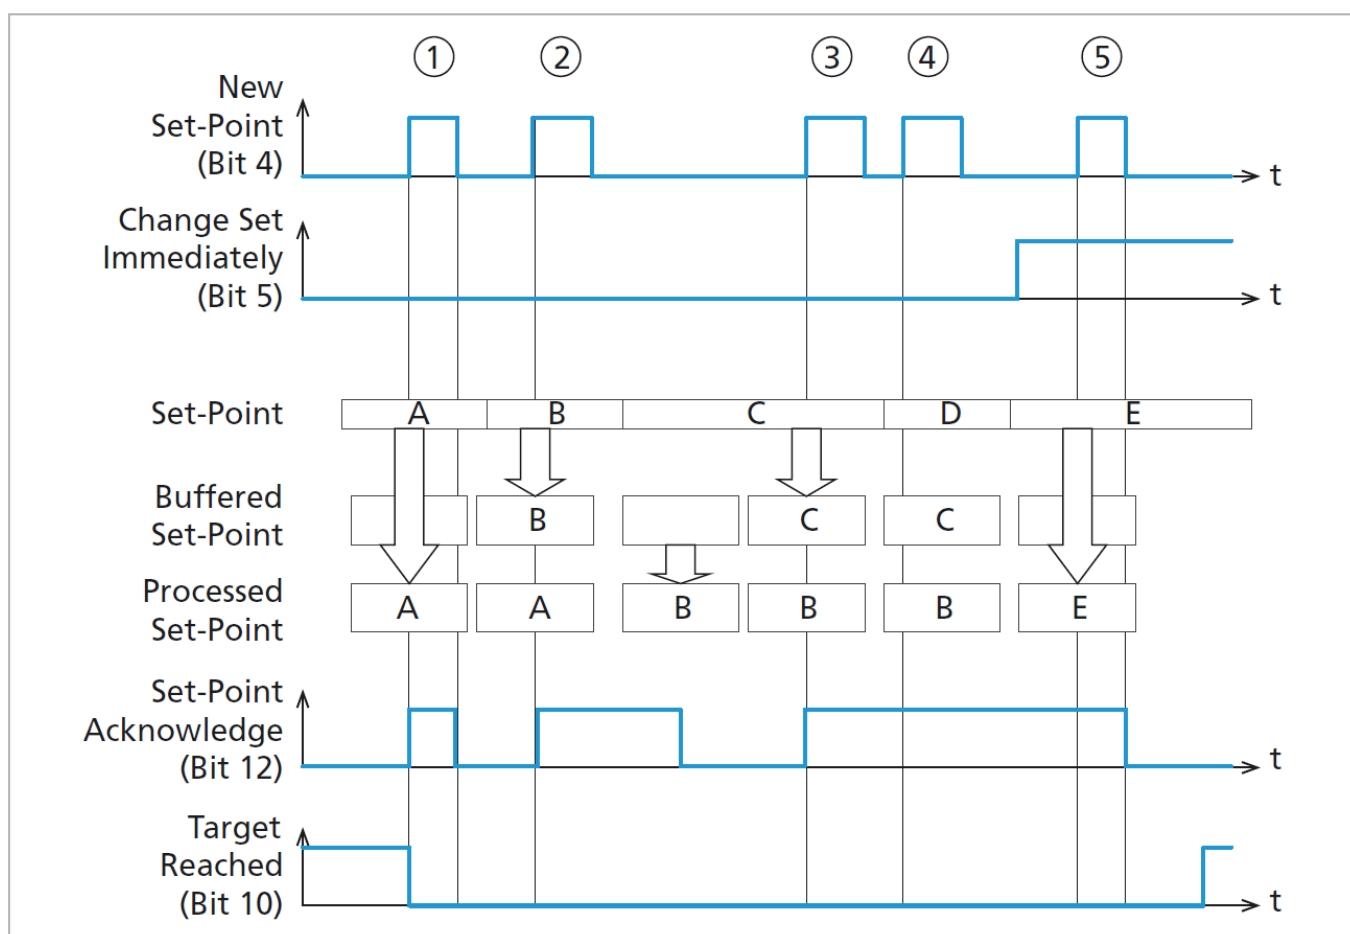 ① ② ③ ④ ⑤
New
Set-Point
(Bit 4)
t
Change Set
Immediately
(Bit 5)
t
Set-Point
A B C D E
Buffered
Set-Point
B C C
Processed
Set-Point
A A B B B E
Set-Point
Acknowledge
(Bit 12)
t
Target
Reached
(Bit 10)
t